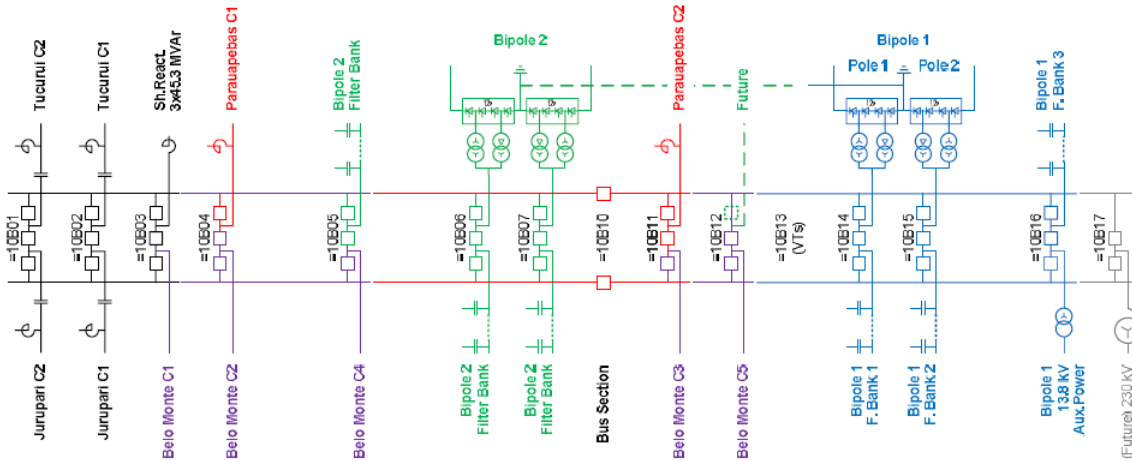 Tucurui C2
Tucurui C1
Sh.React.
3x45.3 MVAr
Parauapebas C1
Bipole 2
Filter Bank
Bipole 2
Parauapebas C2
Future
Bipole 1
Pole 1
Pole 2
Bipole 1
F. Bank 3
=10B01
=10B02
=10B03
=10B04
=10B05
=10B06
=10B07
=10B10
=10B11
=10B12
=10B13
(VTs)
=10B14
=10B15
=10B16
=10B17
Jurupari C2
Jurupari C1
Belo Monte C1
Belo Monte C2
Belo Monte C4
Bipole 2
Filter Bank
Bipole 2
Filter Bank
Bus Section
Belo Monte C3
Belo Monte C5
Bipole 1
F. Bank 1
Bipole 1
F. Bank 2
Bipole 1
13.8 kV
Aux.Power
(Future) 230 kV